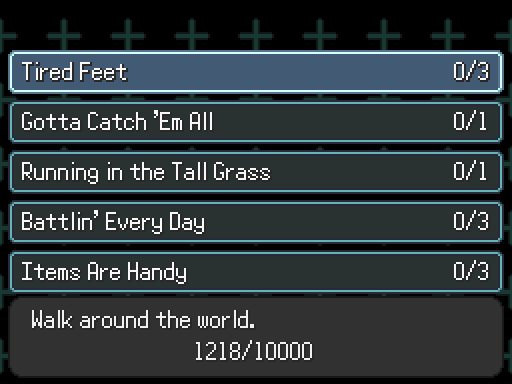 Tired Feet 0/3
Gotta Catch 'Em All 0/1
Running in the Tall Grass 0/1
Battlin' Every Day 0/3
Items Are Handy 0/3
Walk around the world.
1218/10000